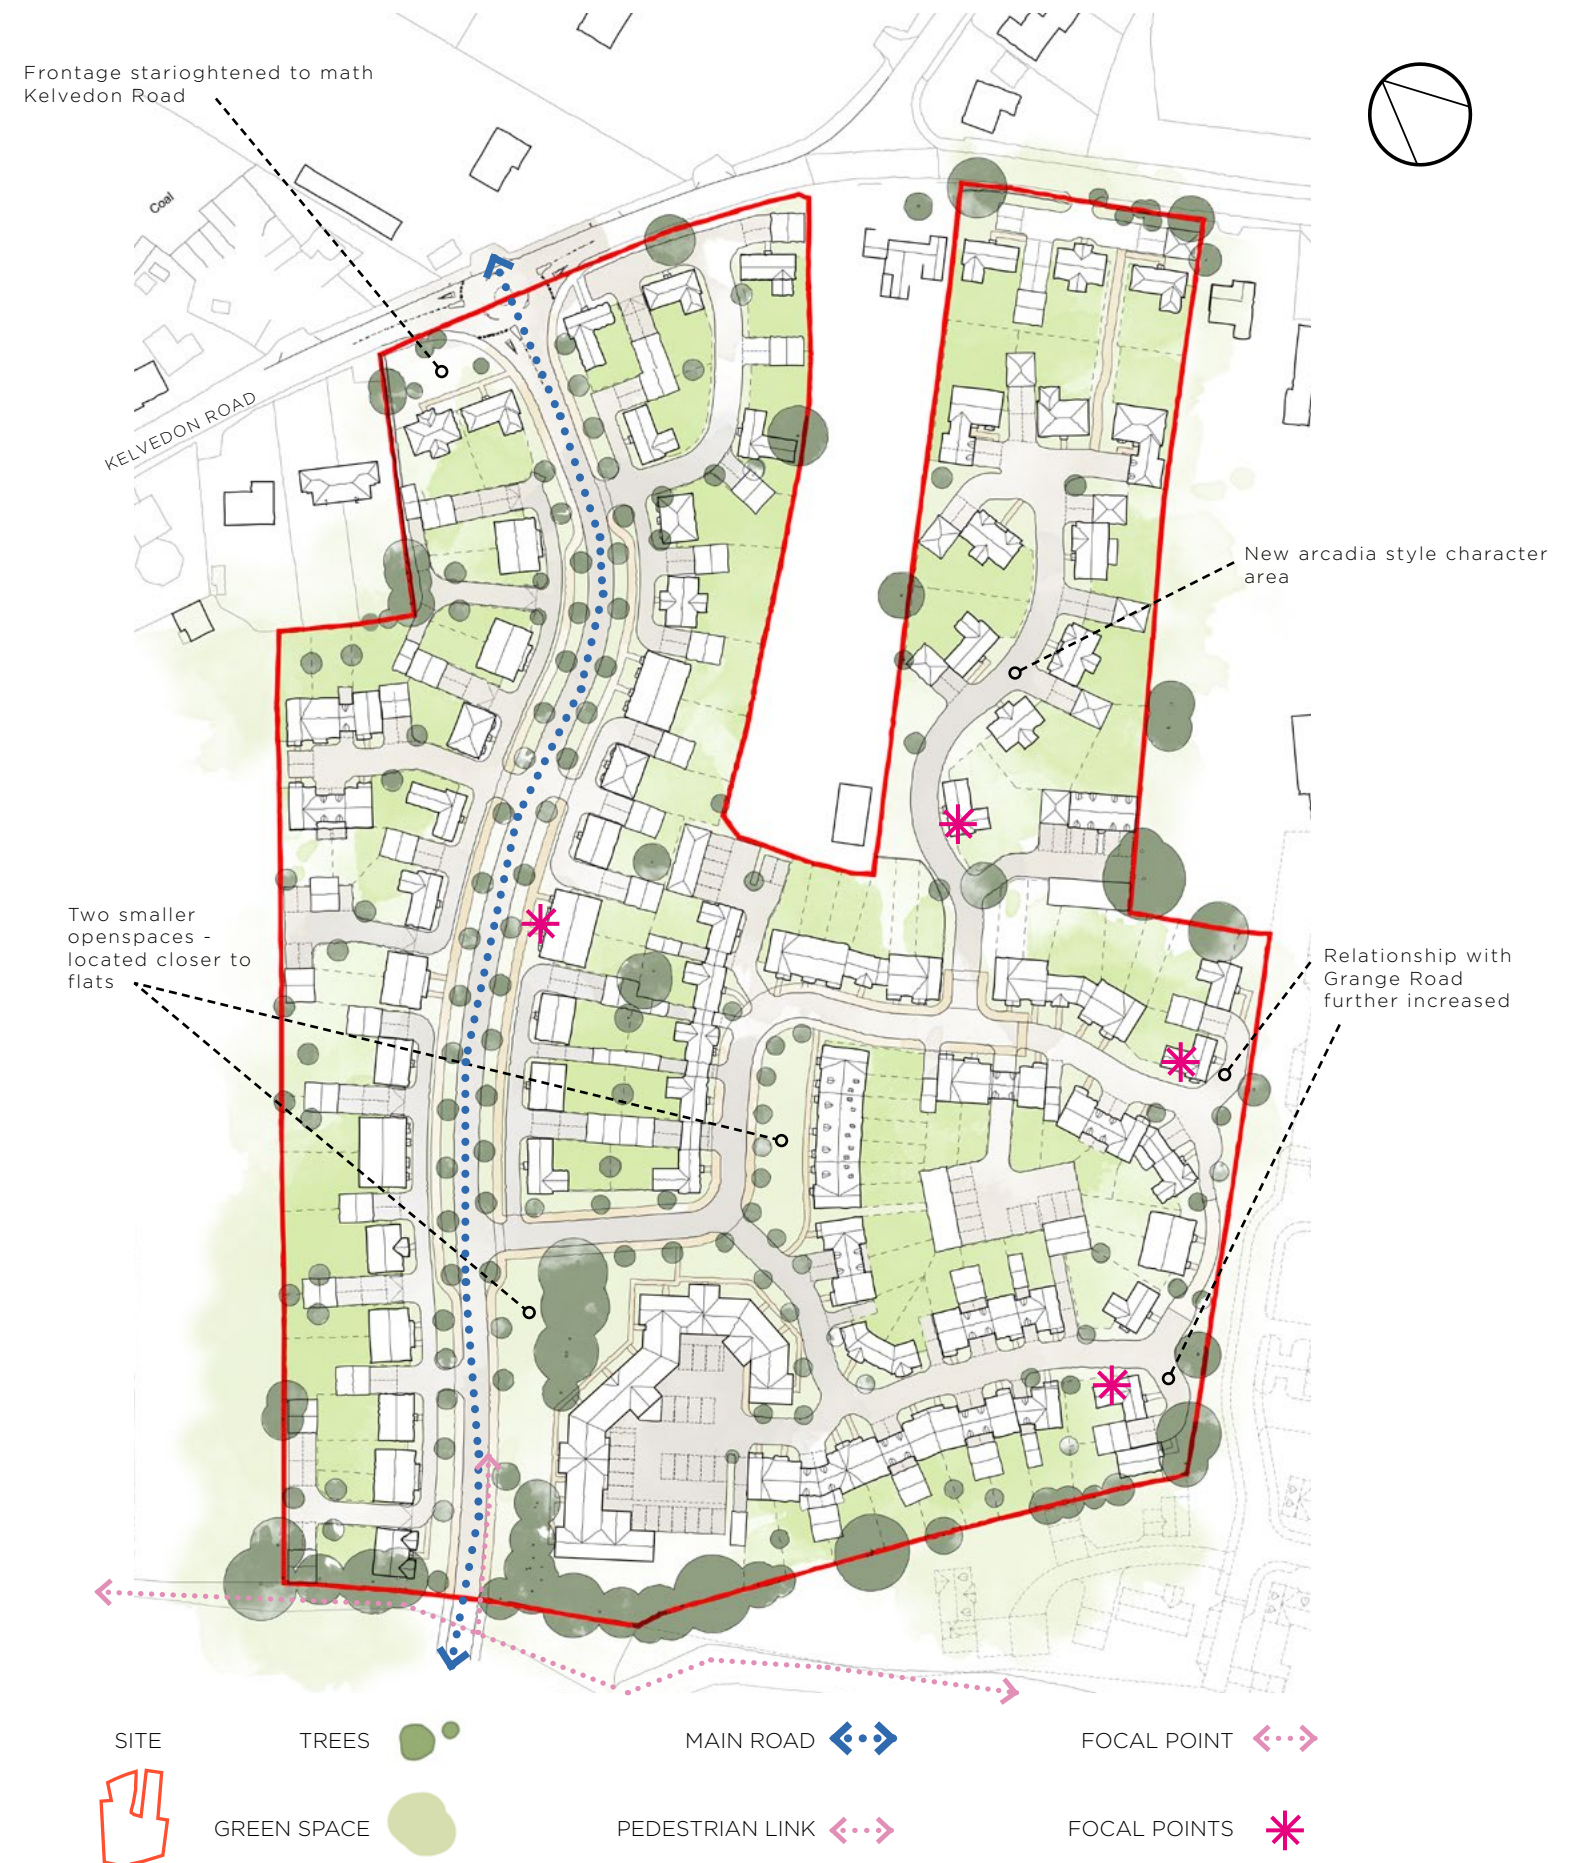 Frontage starioghtened to math
Kelvedon Road
Coal
KELVEDON ROAD
New arcadia style character
area
Two smaller
openspaces -
located closer to
flats
Relationship with
Grange Road
further increased
SITE
TREES
MAIN ROAD
FOCAL POINT
GREEN SPACE
PEDESTRIAN LINK
FOCAL POINTS